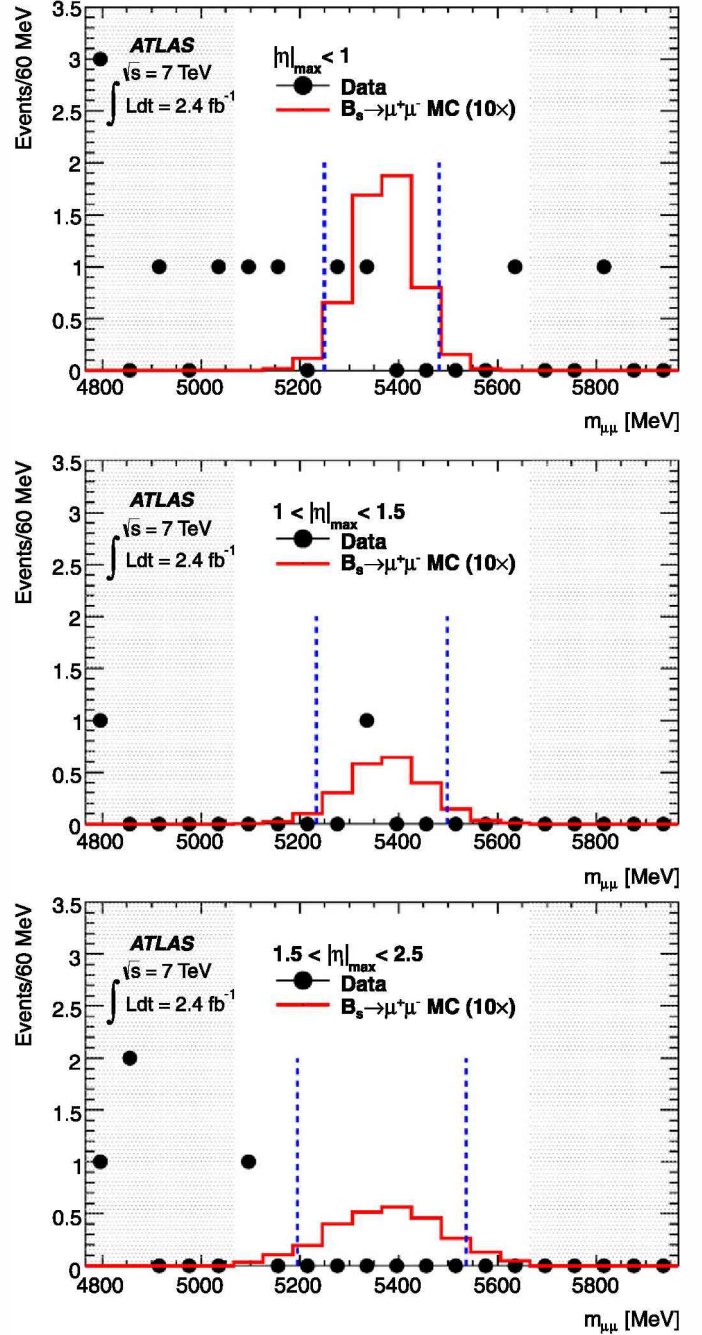 Events/60 MeV
3.5
3
2.5
2
1.5
1
0.5
0
ATLAS
√s = 7 TeV
∫ Ldt = 2.4 fb⁻¹
|η|max < 1
Data
Bs→μ⁺μ⁻ MC (10×)
4800 5000 5200 5400 5600 5800
mμμ [MeV]
Events/60 MeV
3.5
3
2.5
2
1.5
1
0.5
0
ATLAS
√s = 7 TeV
∫ Ldt = 2.4 fb⁻¹
1 < |η|max < 1.5
Data
Bs→μ⁺μ⁻ MC (10×)
4800 5000 5200 5400 5600 5800
mμμ [MeV]
Events/60 MeV
3.5
3
2.5
2
1.5
1
0.5
0
ATLAS
√s = 7 TeV
∫ Ldt = 2.4 fb⁻¹
1.5 < |η|max < 2.5
Data
Bs→μ⁺μ⁻ MC (10×)
4800 5000 5200 5400 5600 5800
mμμ [MeV]